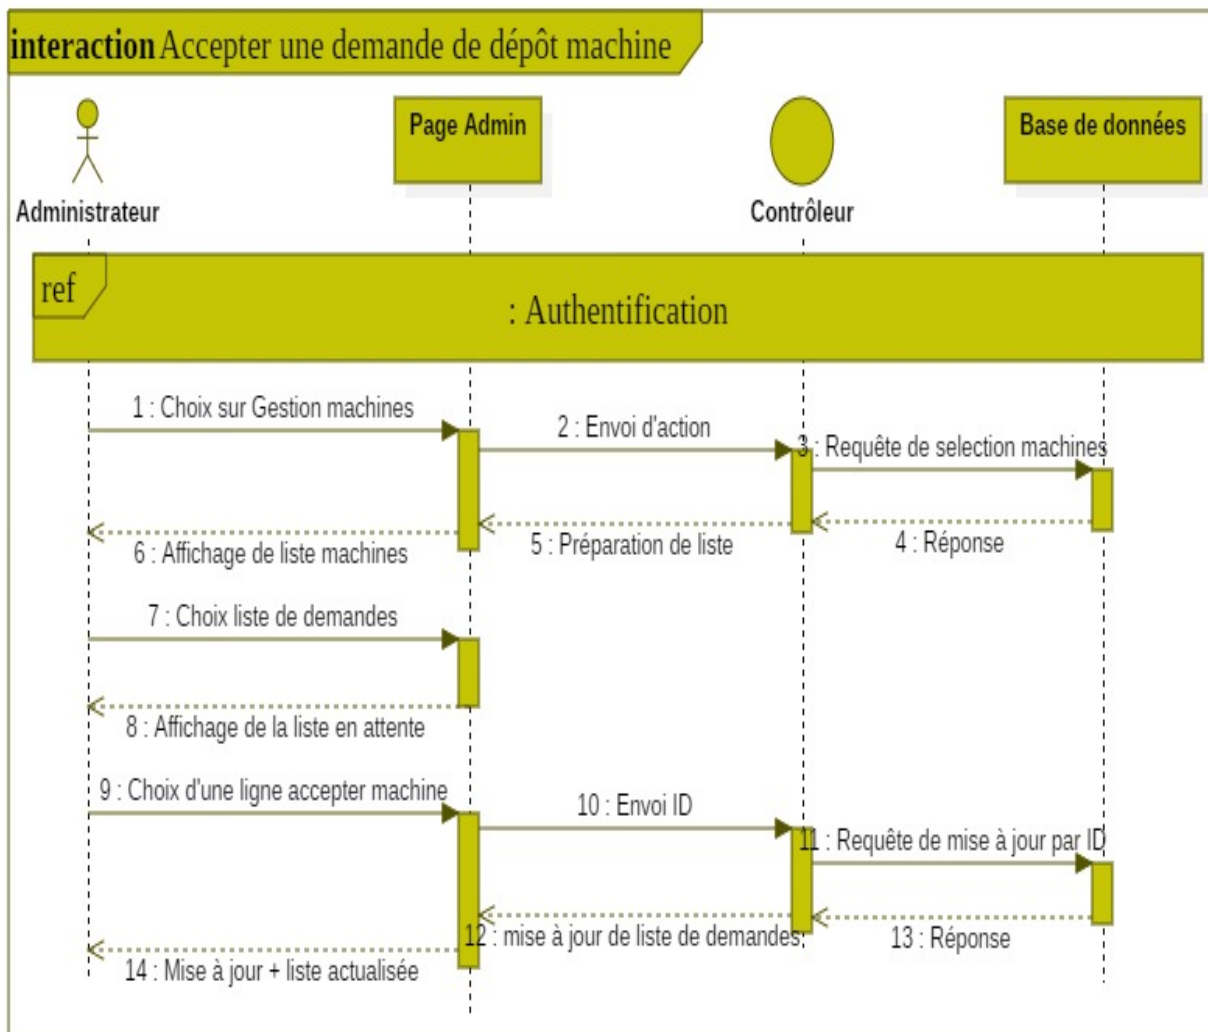 interaction Accepter une demande de dépôt machine
Page Admin
Base de données
Administrateur
Contrôleur
ref
: Authentification
1 : Choix sur Gestion machines
2 : Envoi d'action
3 : Requête de selection machines
4 : Réponse
5 : Préparation de liste
6 : Affichage de liste machines
7 : Choix liste de demandes
8 : Affichage de la liste en attente
9 : Choix d'une ligne accepter machine
10 : Envoi ID
11 : Requête de mise à jour par ID
12 : mise à jour de liste de demandes
13 : Réponse
14 : Mise à jour + liste actualisée